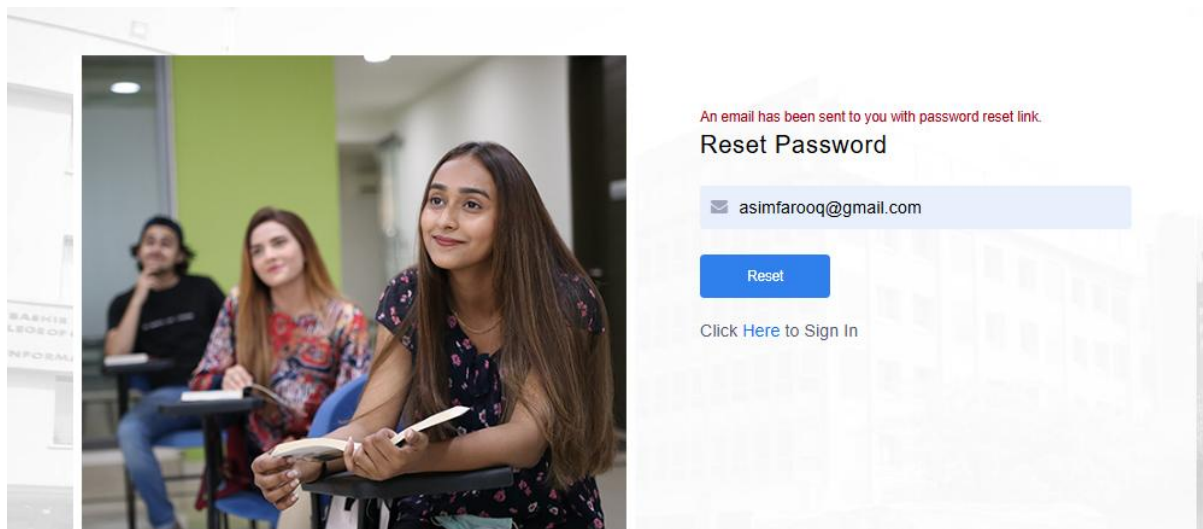 An email has been sent to you with password reset link.
Reset Password
asimfarooq@gmail.com
Reset
Click Here to Sign In